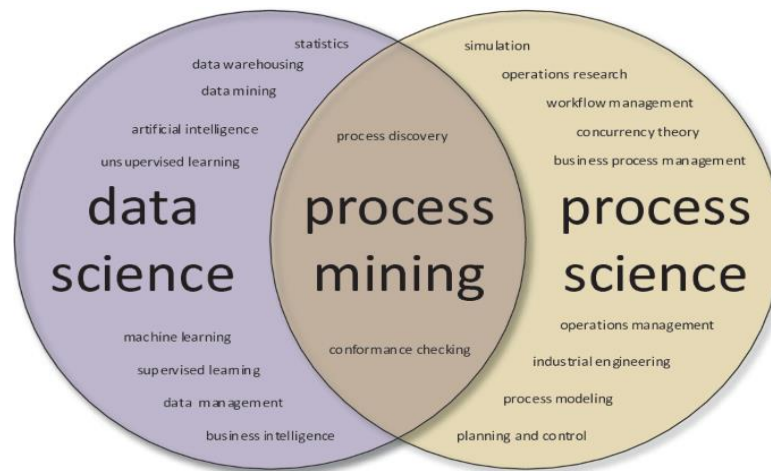 statistics
data warehousing
data mining
artificial intelligence
unsupervised learning
data
science
machine learning
supervised learning
data management
business intelligence
process discovery
process
mining
conformance checking
simulation
operations research
workflow management
concurrency theory
business process management
process
science
operations management
industrial engineering
process modeling
planning and control